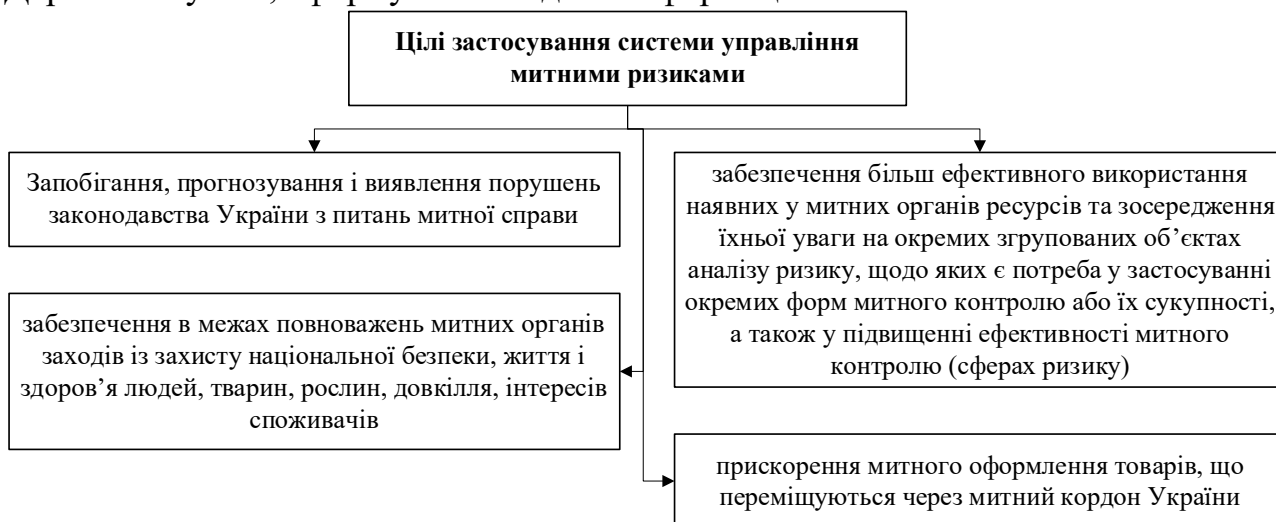 Цілі застосування системи управління
митними ризиками
Запобігання, прогнозування і виявлення порушень
законодавства України з питань митної справи
забезпечення в межах повноважень митних органів
заходів із захисту національної безпеки, життя і
здоров’я людей, тварин, рослин, довкілля, інтересів
споживачів
забезпечення більш ефективного використання
наявних у митних органів ресурсів та зосередження
їхньої уваги на окремих згрупованих об’єктах
аналізу ризику, щодо яких є потреба у застосуванні
окремих форм митного контролю або їх сукупності,
а також у підвищенні ефективності митного
контролю (сферах ризику)
прискорення митного оформлення товарів, що
переміщуються через митний кордон України